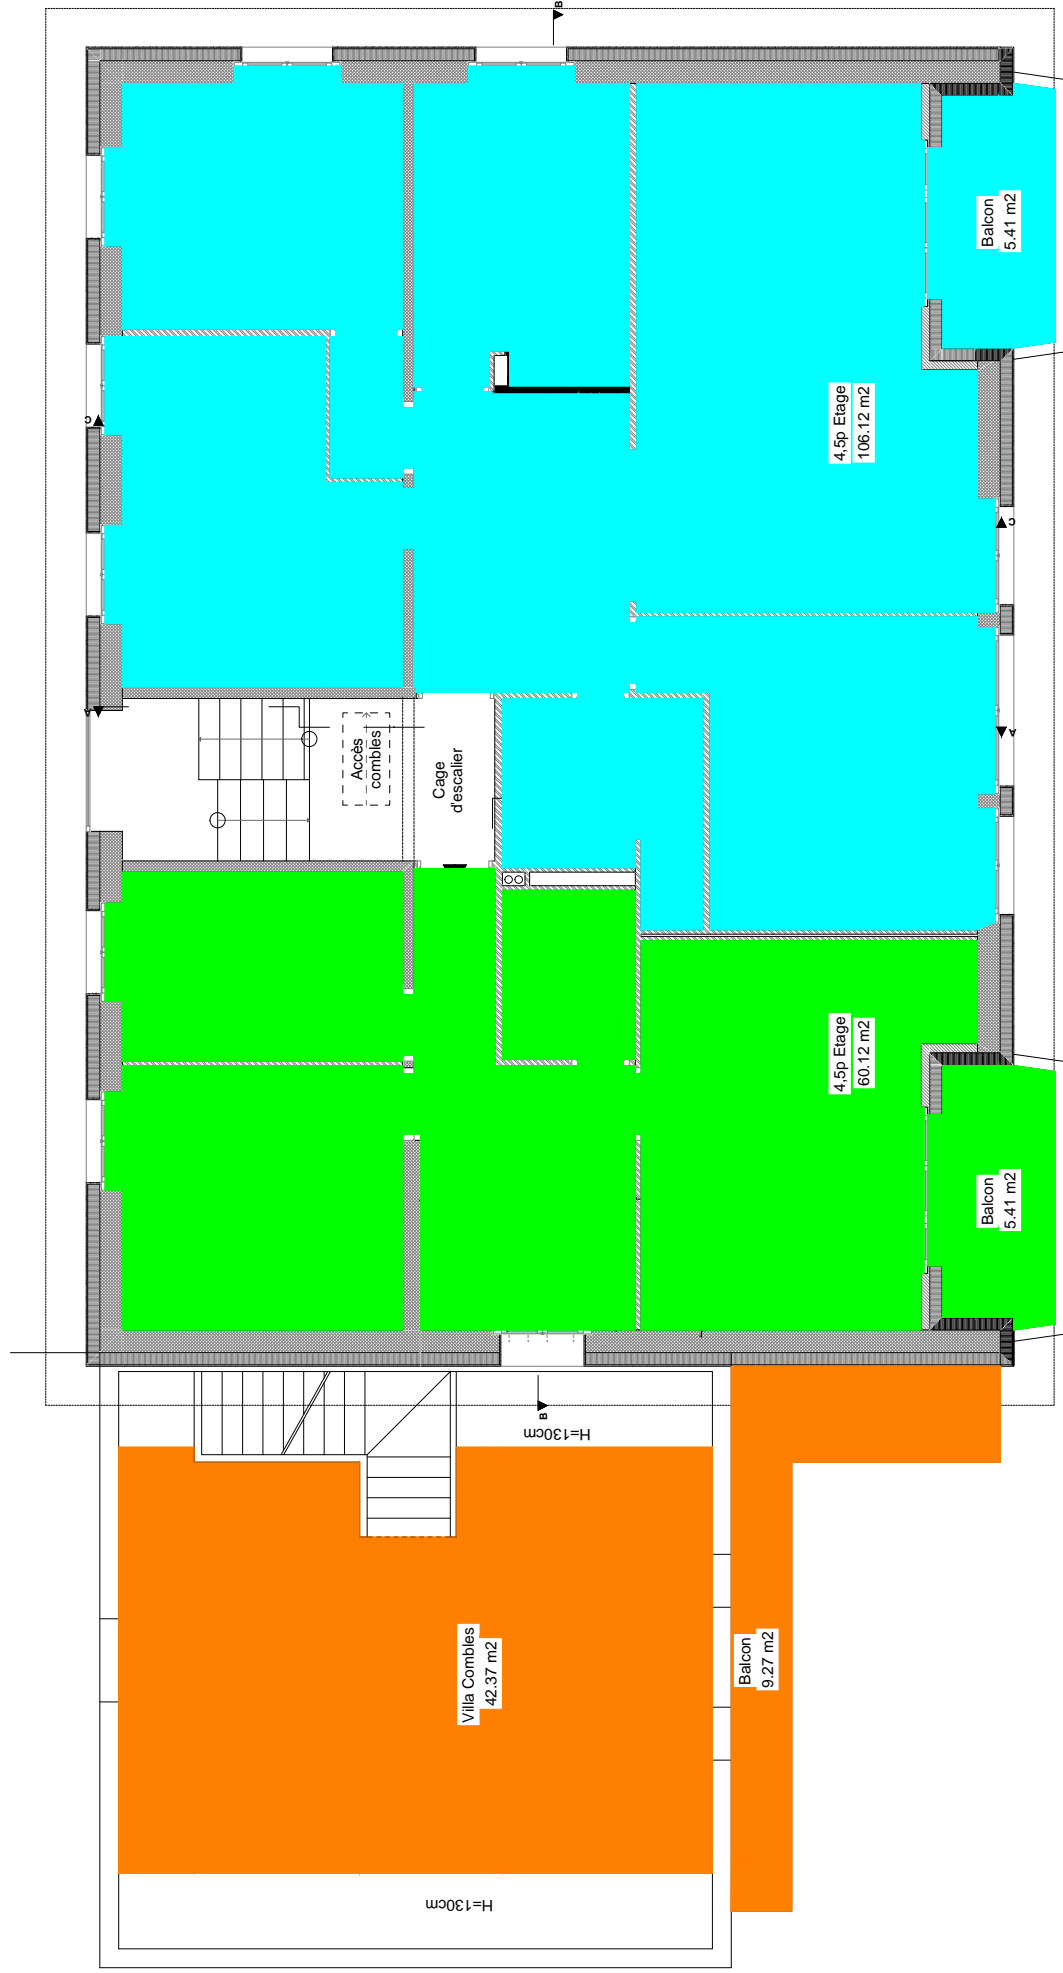 B
Balcon
5.41 m2
4,5p Etage
106.12 m2
C
C
A
A
Accès
combles
Cage
d'escalier
4,5p Etage
60.12 m2
Balcon
5.41 m2
B
H=130cm
Villa Combles
42.37 m2
Balcon
9.27 m2
H=130cm